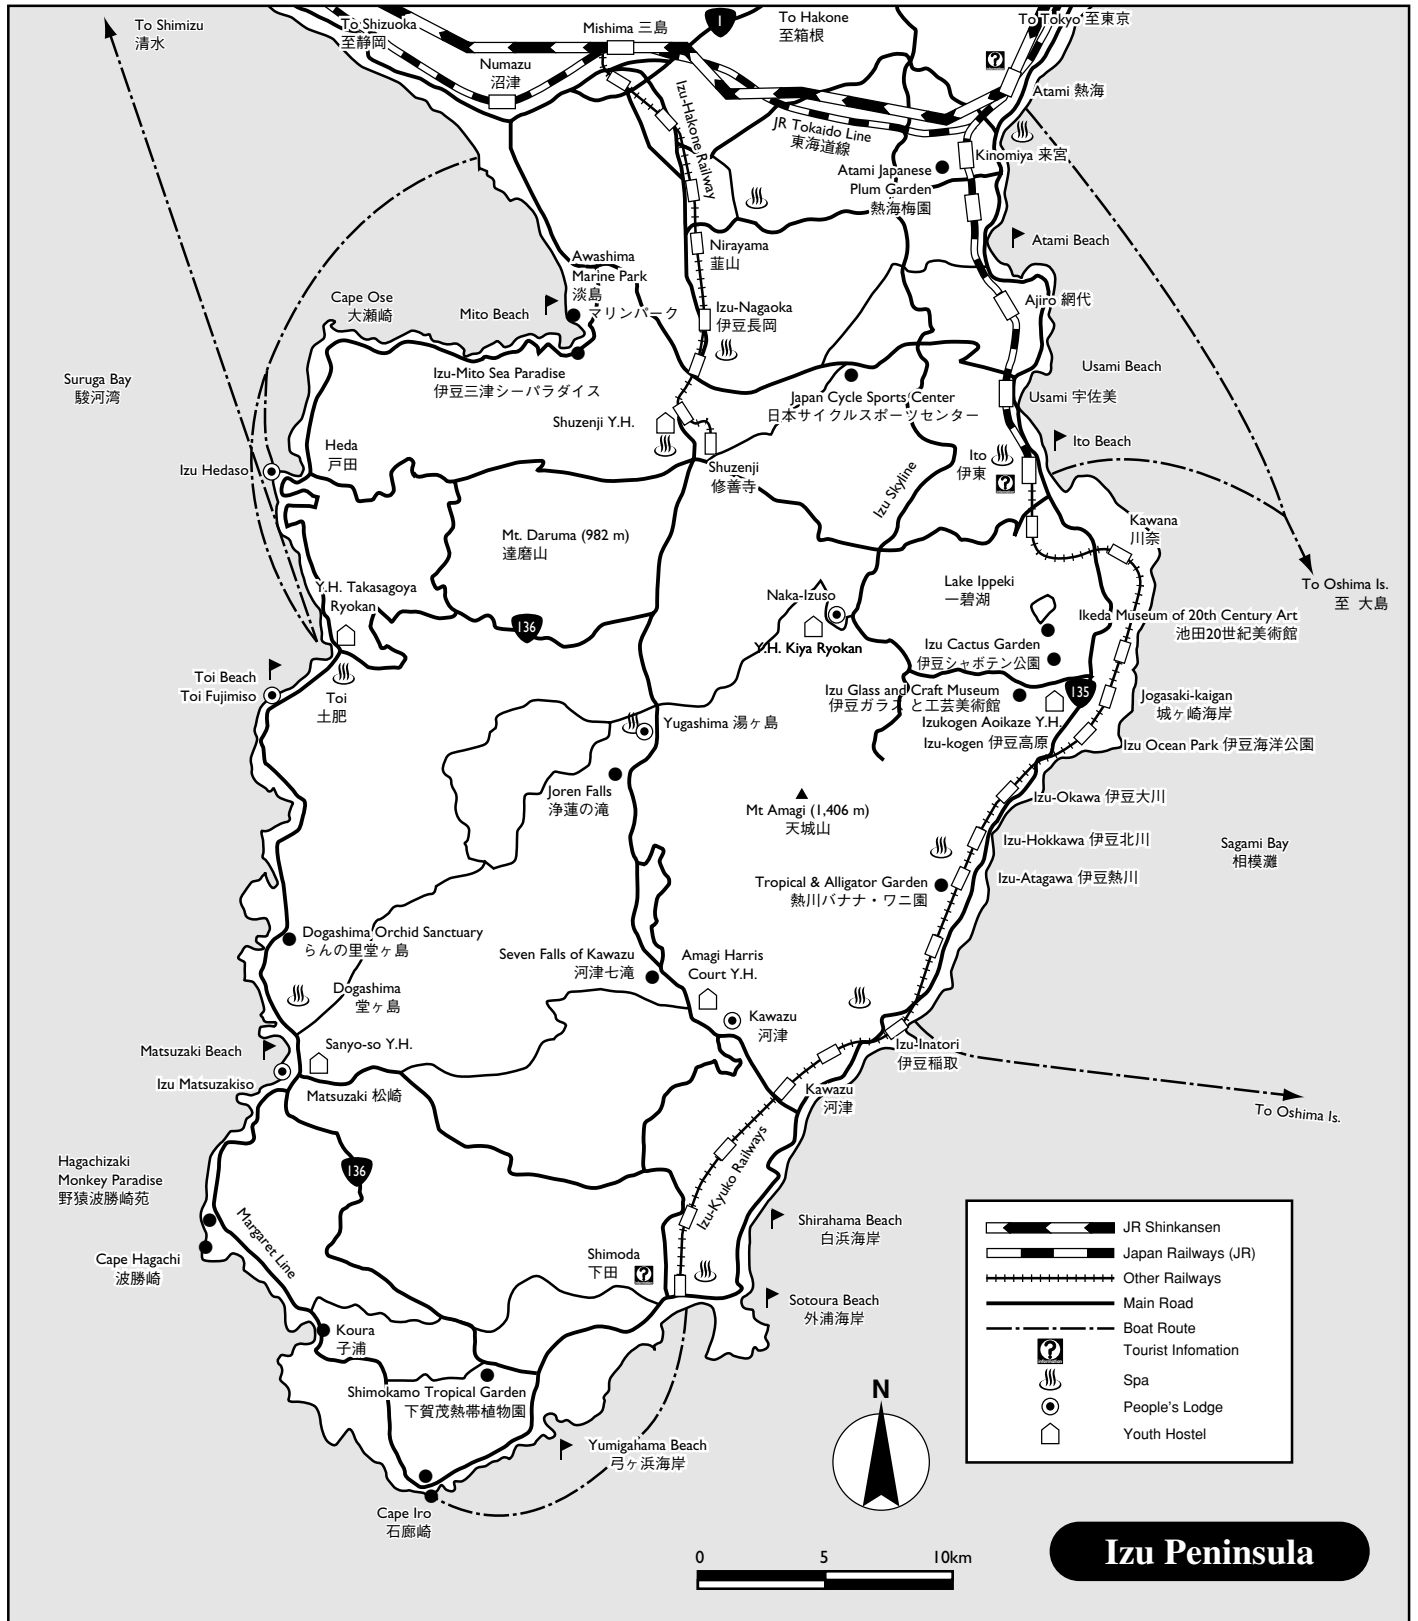 To Shimizu
清水
To Shizuoka
至静岡
Mishima 三島
1
To Hakone
至箱根
To Tokyo 至東京
Numazu
沼津
Atami 熱海
Izu-Hakone Railway
JR Tokaido Line
東海道線
Kinomiya 来宮
Atami Japanese
Plum Garden
熱海梅園
Atami Beach
Nirayama
韮山
Awashima
Marine Park
淡島
マリンパーク
Cape Ose
大瀬崎
Mito Beach
Izu-Nagaoka
伊豆長岡
Ajiro 網代
Suruga Bay
駿河湾
Izu-Mito Sea Paradise
伊豆三津シーパラダイス
Usami Beach
Usami 宇佐美
Japan Cycle Sports Center
日本サイクルスポーツセンター
Shuzenji Y.H.
Ito Beach
Heda
戸田
Izu Hedaso
Shuzenji
修善寺
Ito
伊東
Izu Skyline
Kawana
川奈
Mt. Daruma (982 m)
達磨山
To Oshima Is.
至 大島
Y.H. Takasagoya
Ryokan
Naka-Izuso
Lake Ippeki
一碧湖
Ikeda Museum of 20th Century Art
池田20世紀美術館
136
Y.H. Kiya Ryokan
Izu Cactus Garden
伊豆シャボテン公園
Toi Beach
Toi Fujimiso
Toi
土肥
Izu Glass and Craft Museum
伊豆ガラスと工芸美術館
135
Jogasaki-kaigan
城ヶ崎海岸
Izukogen Aoikaze Y.H.
Yugashima 湯ヶ島
Izu-kogen 伊豆高原
Izu Ocean Park 伊豆海洋公園
Joren Falls
浄蓮の滝
Mt Amagi (1,406 m)
天城山
Izu-Okawa 伊豆大川
Izu-Hokkawa 伊豆北川
Sagami Bay
相模灘
Izu-Atagawa 伊豆熱川
Tropical & Alligator Garden
熱川バナナ・ワニ園
Dogashima Orchid Sanctuary
らんの里堂ヶ島
Seven Falls of Kawazu
河津七滝
Amagi Harris
Court Y.H.
Dogashima
堂ヶ島
Kawazu
河津
Matsuzaki Beach
Sanyo-so Y.H.
Izu-Inatori
伊豆稲取
Izu Matsuzakiso
Matsuzaki 松崎
Kawazu
河津
To Oshima Is.
Hagachizaki
Monkey Paradise
野猿波勝崎苑
136
Izu-Kyuko Railways
Margaret Line
Shirahama Beach
白浜海岸
Cape Hagachi
波勝崎
Shimoda
下田
Sotoura Beach
外浦海岸
Koura
子浦
Shimokamo Tropical Garden
下賀茂熱帯植物園
Yumigahama Beach
弓ヶ浜海岸
Cape Iro
石廊崎
JR Shinkansen
Japan Railways (JR)
Other Railways
Main Road
Boat Route
Tourist Infomation
Spa
People's Lodge
Youth Hostel
N
0 5 10km
Izu Peninsula